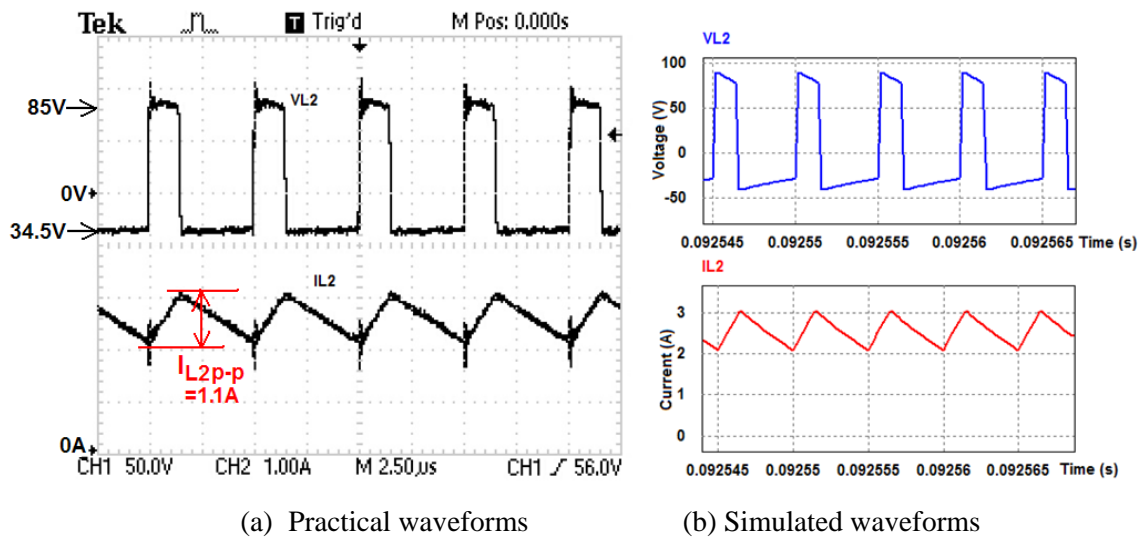 Tek T Trig'd M Pos: 0.000s
85V
VL2
0V
34.5V
IL2
IL2p-p
=1.1A
0A
CH1 50.0V CH2 1.00A M 2.50µs CH1 56.0V
(a) Practical waveforms
VL2
100
50
0
-50
Voltage (V)
0.092545 0.09255 0.092555 0.09256 0.092565 Time (s)
IL2
3
2
1
0
Current (A)
0.092545 0.09255 0.092555 0.09256 0.092565 Time (s)
(b) Simulated waveforms